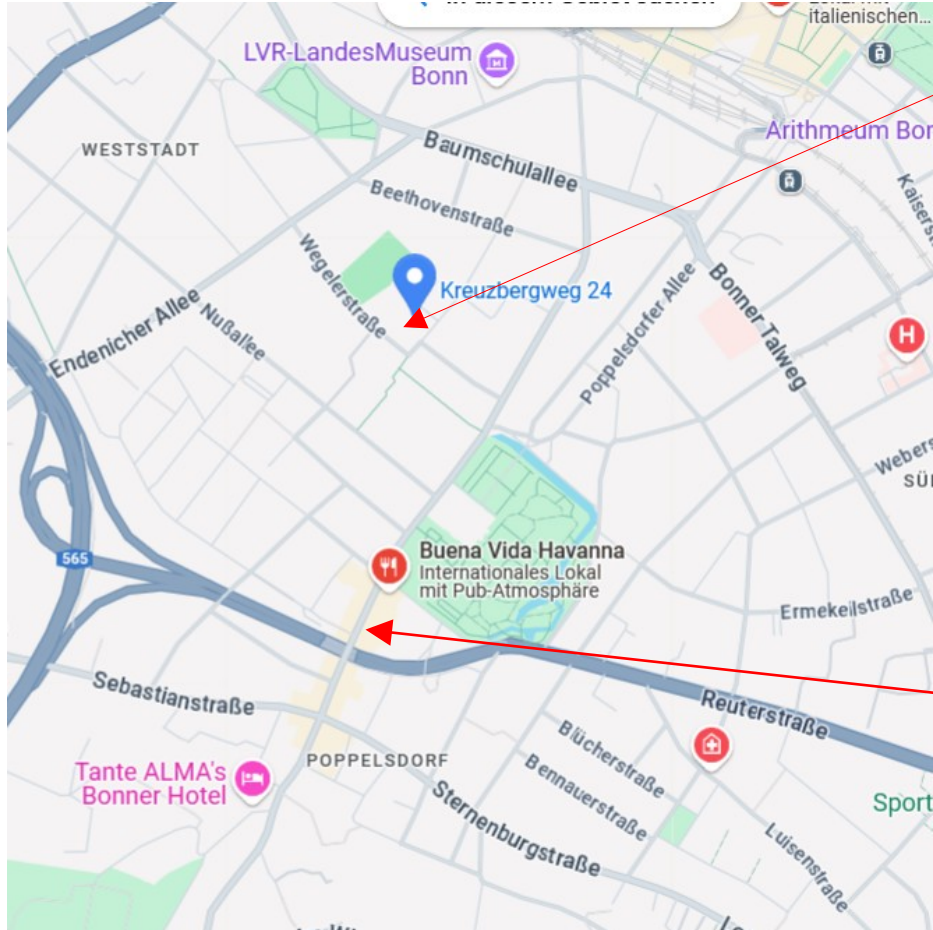 italienischen...
LVR-LandesMuseum
Bonn
WESTSTADT
Baumschulallee
Arithmeum Bon
Beethovenstraße
Kaiserst
Wegelerstraße
Kreuzbergweg 24
Endenicher Allee
Nußallee
Poppelsdorfer Allee
Bonner Talweg
H
Webers
SÜ
565
Buena Vida Havanna
Internationales Lokal
mit Pub-Atmosphäre
Ermekeilstraße
Sebastianstraße
Reuterstraße
POPPELSDORF
Blücherstraße
Tante ALMA's
Bonner Hotel
Bennauerstraße
Sternenburgstraße
Sport
Luisenstraße